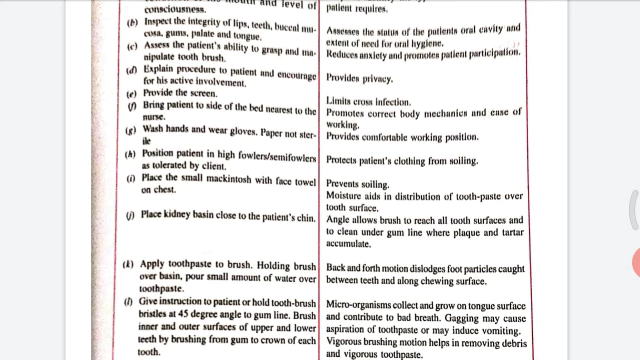 mouth and level of
consciousness.
(b) Inspect the integrity of lips, teeth, buccal mu-
cosa, gums, palate and tongue.
(c) Assess the patient's ability to grasp and ma-
nipulate tooth brush.
(d) Explain procedure to patient and encourage
for his active involvement.
(e) Provide the screen.
(f) Bring patient to side of the bed nearest to the
nurse.
(g) Wash hands and wear gloves. Paper not ster-
ile
(h) Position patient in high fowlers/semifowlers
as tolerated by client.
(i) Place the small mackintosh with face towel
on chest.
(j) Place kidney basin close to the patient's chin.
(k) Apply toothpaste to brush. Holding brush
over basin, pour small amount of water over
toothpaste.
(l) Give instruction to patient or hold tooth-brush
bristles at 45 degree angle to gum line. Brush
inner and outer surfaces of upper and lower
teeth by brushing from gum to crown of each
tooth.
patient requires.
Assesses the status of the patients oral cavity and
extent of need for oral hygiene.
Reduces anxiety and promotes patient participation.
Provides privacy.
Limits cross infection.
Promotes correct body mechanics and ease of
working.
Provides comfortable working position.
Protects patient's clothing from soiling.
Prevents soiling.
Moisture aids in distribution of tooth-paste over
tooth surface.
Angle allows brush to reach all tooth surfaces and
to clean under gum line where plaque and tartar
accumulate.
Back and forth motion dislodges foot particles caught
between teeth and along chewing surface.
Micro-organisms collect and grow on tongue surface
and contribute to bad breath. Gagging may cause
aspiration of toothpaste or may induce vomiting.
Vigorous brushing motion helps in removing debris
and vigorous toothpaste.